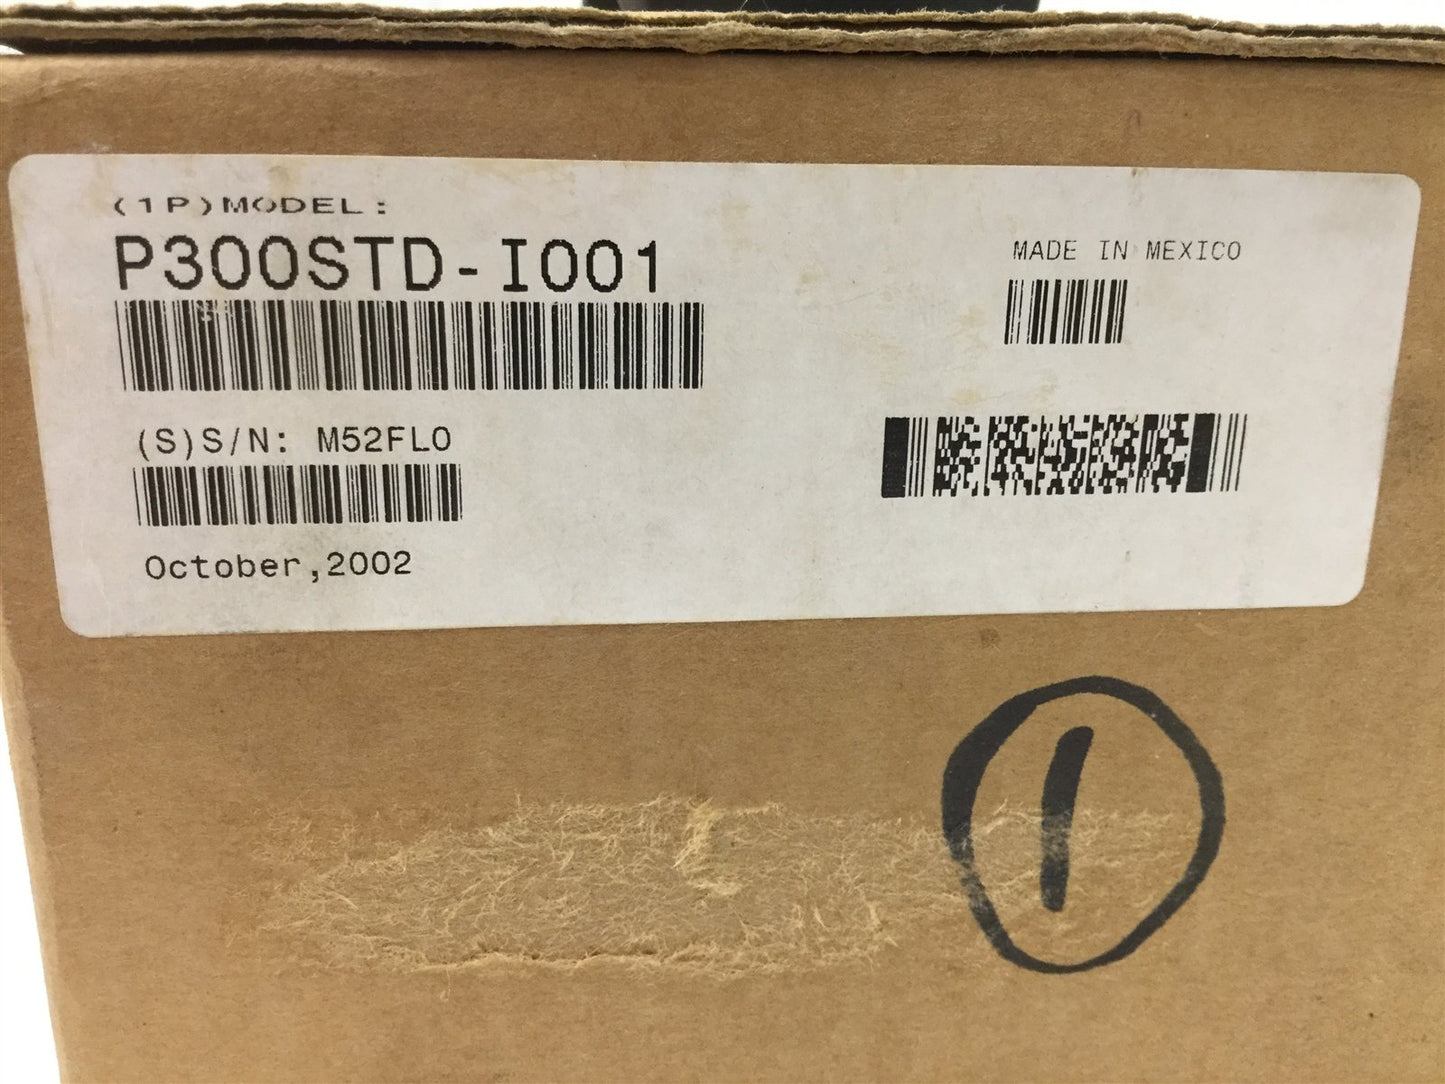 (1P)MODEL:
P300STD-I001
MADE IN MEXICO
(S)S/N: M52FL0
October,2002
1